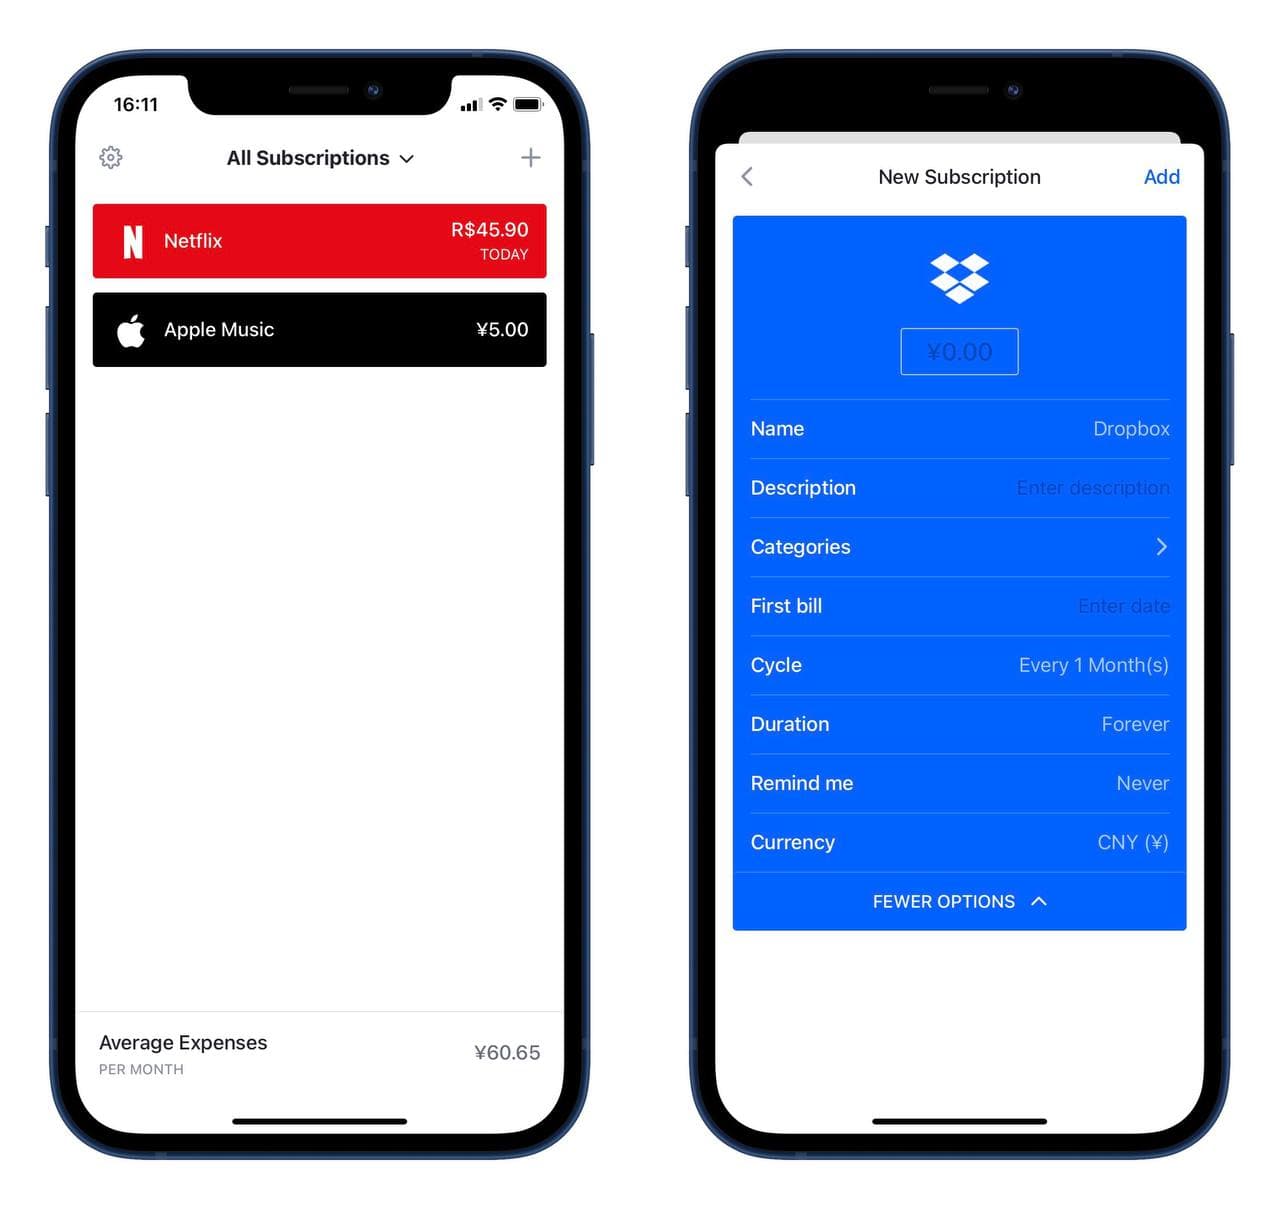 16:11
All Subscriptions
N Netflix R$45.90
TODAY
Apple Music ¥5.00
Average Expenses ¥60.65
PER MONTH
New Subscription Add
¥0.00
Name Dropbox
Description Enter description
Categories
First bill Enter date
Cycle Every 1 Month(s)
Duration Forever
Remind me Never
Currency CNY (¥)
FEWER OPTIONS